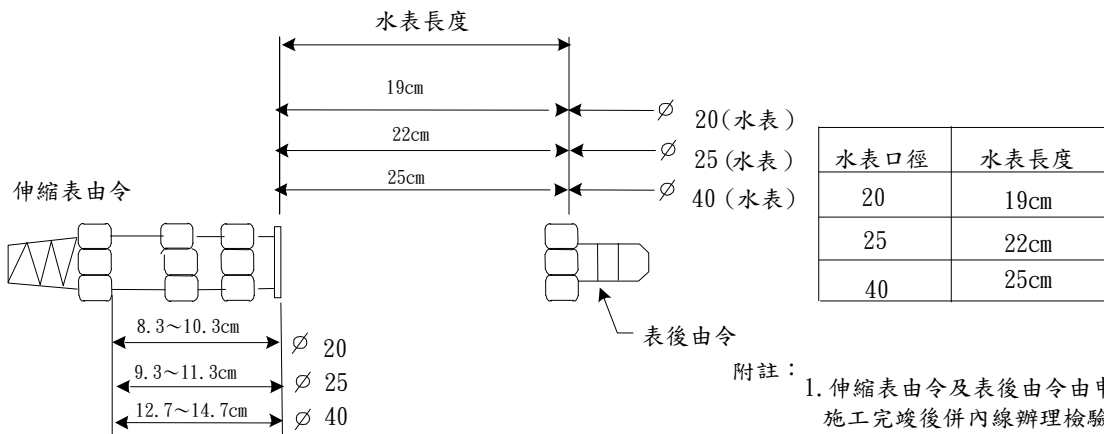 水表長度
19cm
∅ 20(水表)
22cm
∅ 25(水表)
25cm
∅ 40(水表)
伸縮表由令
水表口徑 水表長度
20 19cm
25 22cm
40 25cm
8.3~10.3cm ∅ 20
9.3~11.3cm ∅ 25
12.7~14.7cm ∅ 40
表後由令
附註：
1.伸縮表由令及表後由令由
施工完竣後併內線辦理檢驗